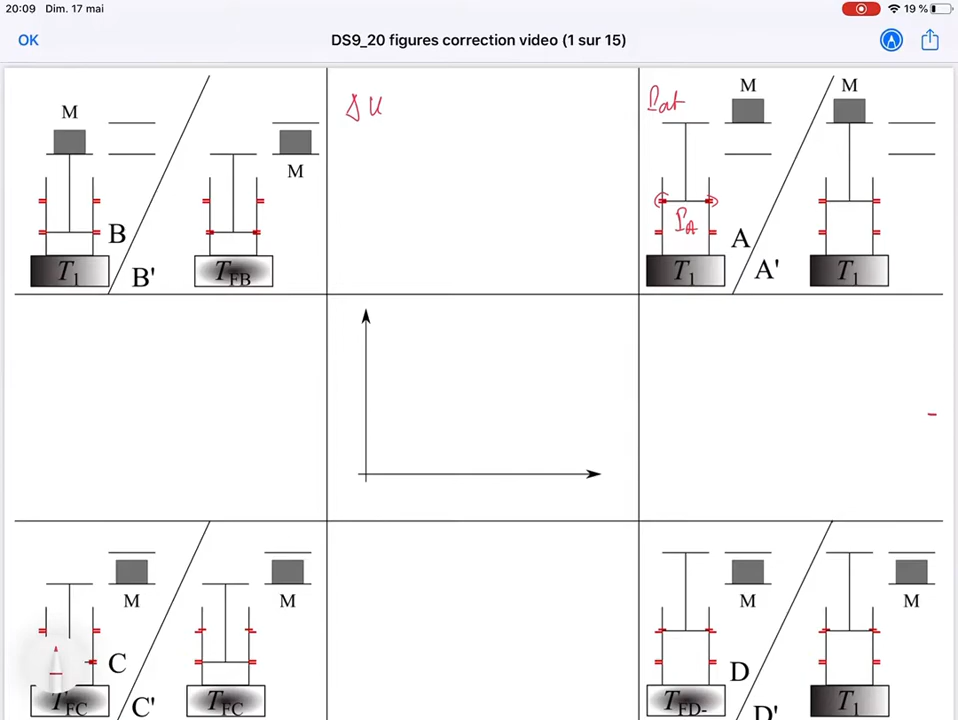 20:09 Dim. 17 mai
19 %
OK
DS9_20 figures correction video (1 sur 15)
M
M
B
B'
T1
TFB
ΔU
Pat
M
M
PA
A
A'
T1
T1
M
M
C
C'
TFC
TFC
M
M
D
D'
TFD-
T1